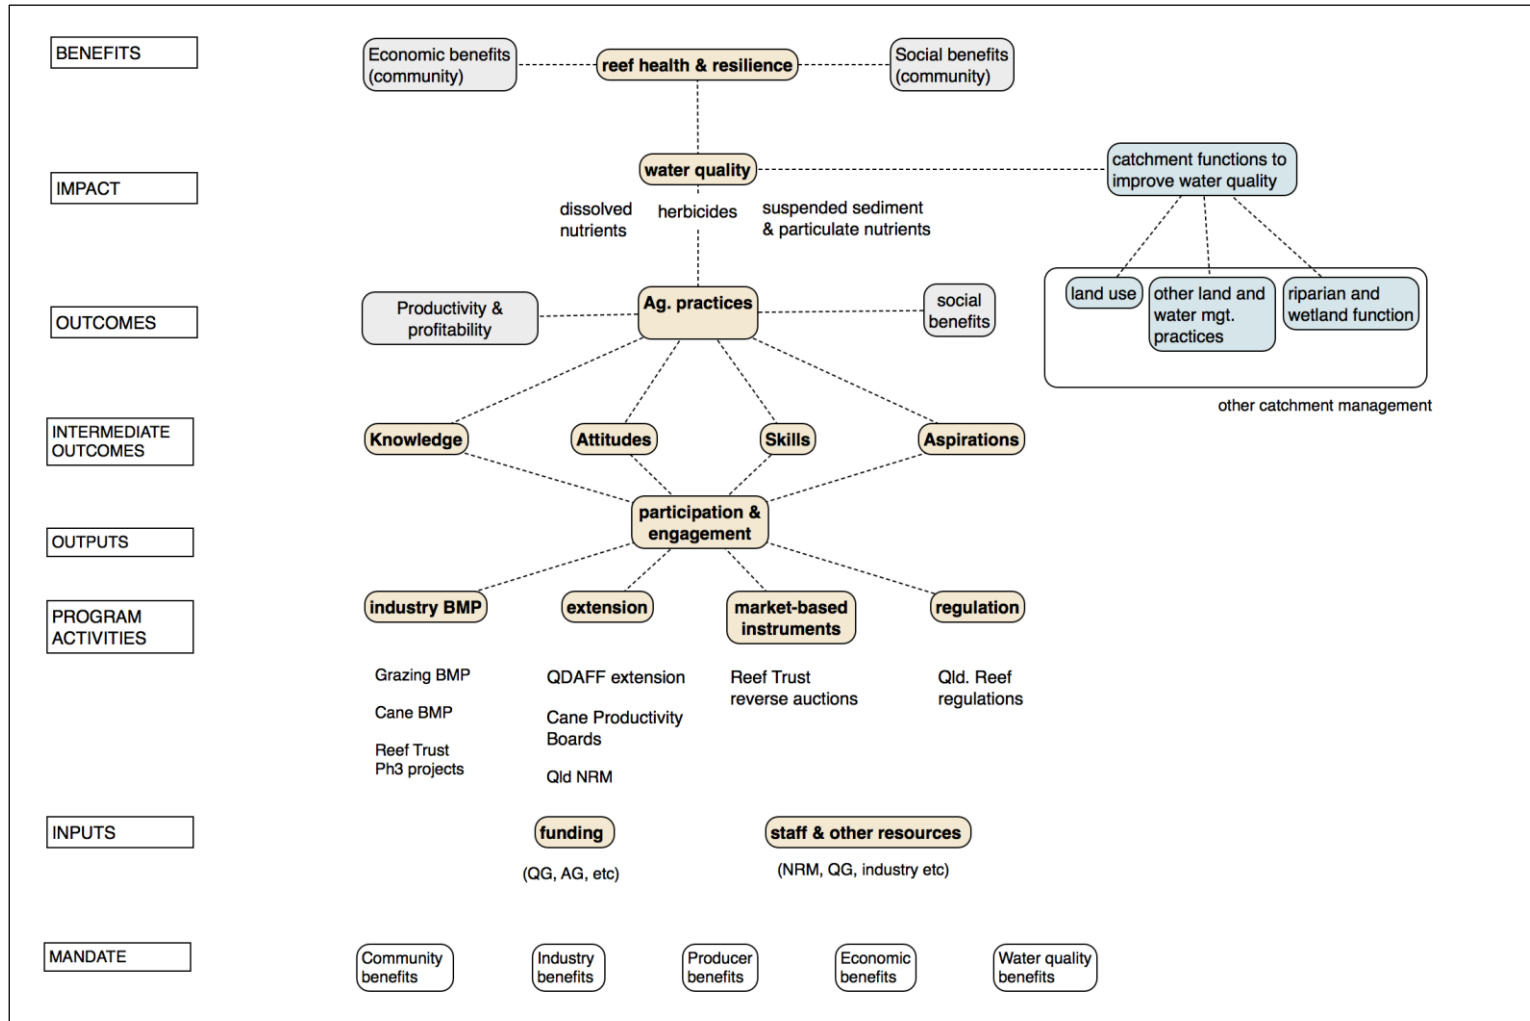 BENEFITS
Economic benefits
(community)
reef health & resilience
Social benefits
(community)
IMPACT
water quality
catchment functions to
improve water quality
dissolved
nutrients
herbicides
suspended sediment
& particulate nutrients
OUTCOMES
Productivity &
profitability
Ag. practices
social
benefits
land use
other land and
water mgt.
practices
riparian and
wetland function
other catchment management
INTERMEDIATE
OUTCOMES
Knowledge
Attitudes
Skills
Aspirations
OUTPUTS
participation &
engagement
PROGRAM
ACTIVITIES
industry BMP
extension
market-based
instruments
regulation
Grazing BMP
Cane BMP
Reef Trust
Ph3 projects
QDAFF extension
Cane Productivity
Boards
Qld NRM
Reef Trust
reverse auctions
Qld. Reef
regulations
INPUTS
funding
(QG, AG, etc)
staff & other resources
(NRM, QG, industry etc)
MANDATE
Community
benefits
Industry
benefits
Producer
benefits
Economic
benefits
Water quality
benefits